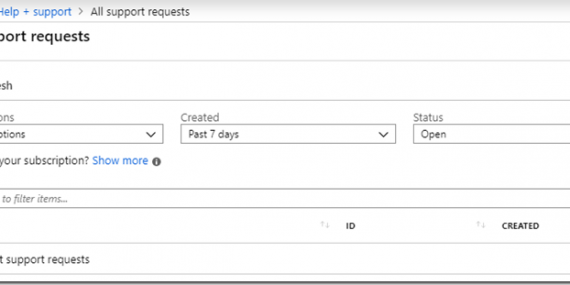 Help + support > All support requests
port requests
esh
ons Created Status
ptions Past 7 days Open
your subscription? Show more
to filter items...
ID CREATED
t support requests